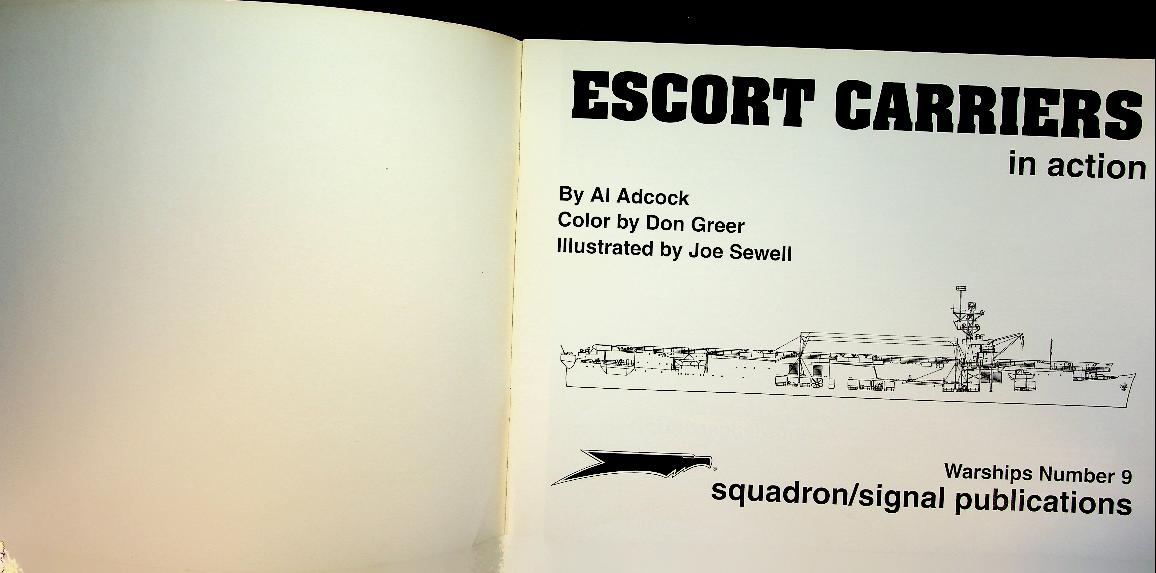 ESCORT CARRIERS
in action
By Al Adcock
Color by Don Greer
Illustrated by Joe Sewell
Warships Number 9
squadron/signal publications